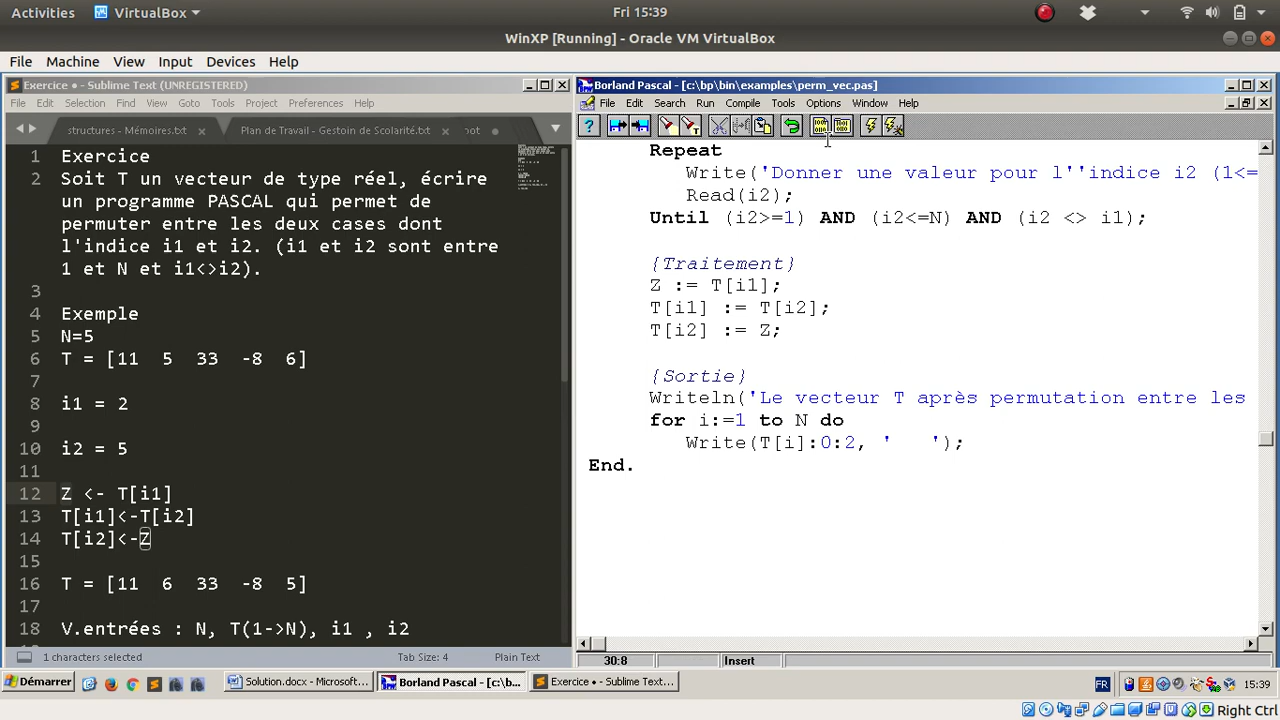 Activities VirtualBox Fri 15:39
WinXP [Running] - Oracle VM VirtualBox
File Machine View Input Devices Help
Exercice • - Sublime Text (UNREGISTERED)
File Edit Selection Find View Goto Tools Project Preferences Help
structures - Mémoires.txt Plan de Travail - Gestoin de Scolarité.txt not
1 Exercice
2 Soit T un vecteur de type réel, écrire
un programme PASCAL qui permet de
permuter entre les deux cases dont
l'indice i1 et i2. (i1 et i2 sont entre
1 et N et i1<>i2).
3
4 Exemple
5 N=5
6 T = [11 5 33 -8 6]
7
8 i1 = 2
9
10 i2 = 5
11
12 Z <- T[i1]
13 T[i1]<-T[i2]
14 T[i2]<-Z
15
16 T = [11 6 33 -8 5]
17
18 V.entrées : N, T(1->N), i1 , i2
1 characters selected Tab Size: 4 Plain Text
Borland Pascal - [c:\bp\bin\examples\perm_vec.pas]
File Edit Search Run Compile Tools Options Window Help
Repeat
Write('Donner une valeur pour l''indice i2 (1<=
Read(i2);
Until (i2>=1) AND (i2<=N) AND (i2 <> i1);
{Traitement}
Z := T[i1];
T[i1] := T[i2];
T[i2] := Z;
{Sortie}
Writeln('Le vecteur T après permutation entre les
for i:=1 to N do
Write(T[i]:0:2, ' ');
End.
30:8 Insert
Démarrer Solution.docx - Microsoft... Borland Pascal - [c:\b... Exercice • - Sublime Text... FR 15:39
Right Ctrl